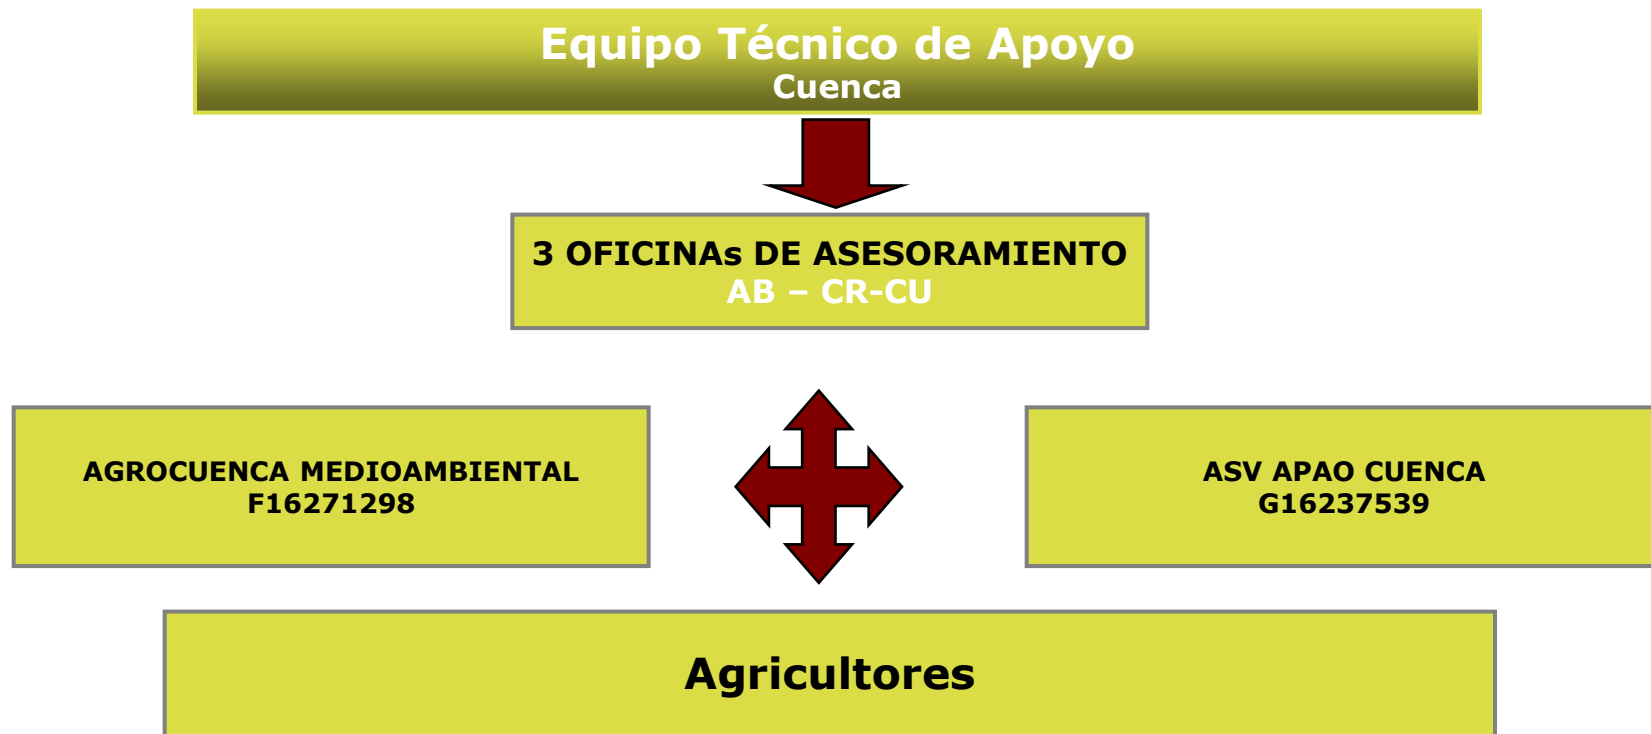 Equipo Técnico de Apoyo
Cuenca
3 OFICINAs DE ASESORAMIENTO
AB – CR-CU
AGROCUENCA MEDIOAMBIENTAL
F16271298
ASV APAO CUENCA
G16237539
Agricultores